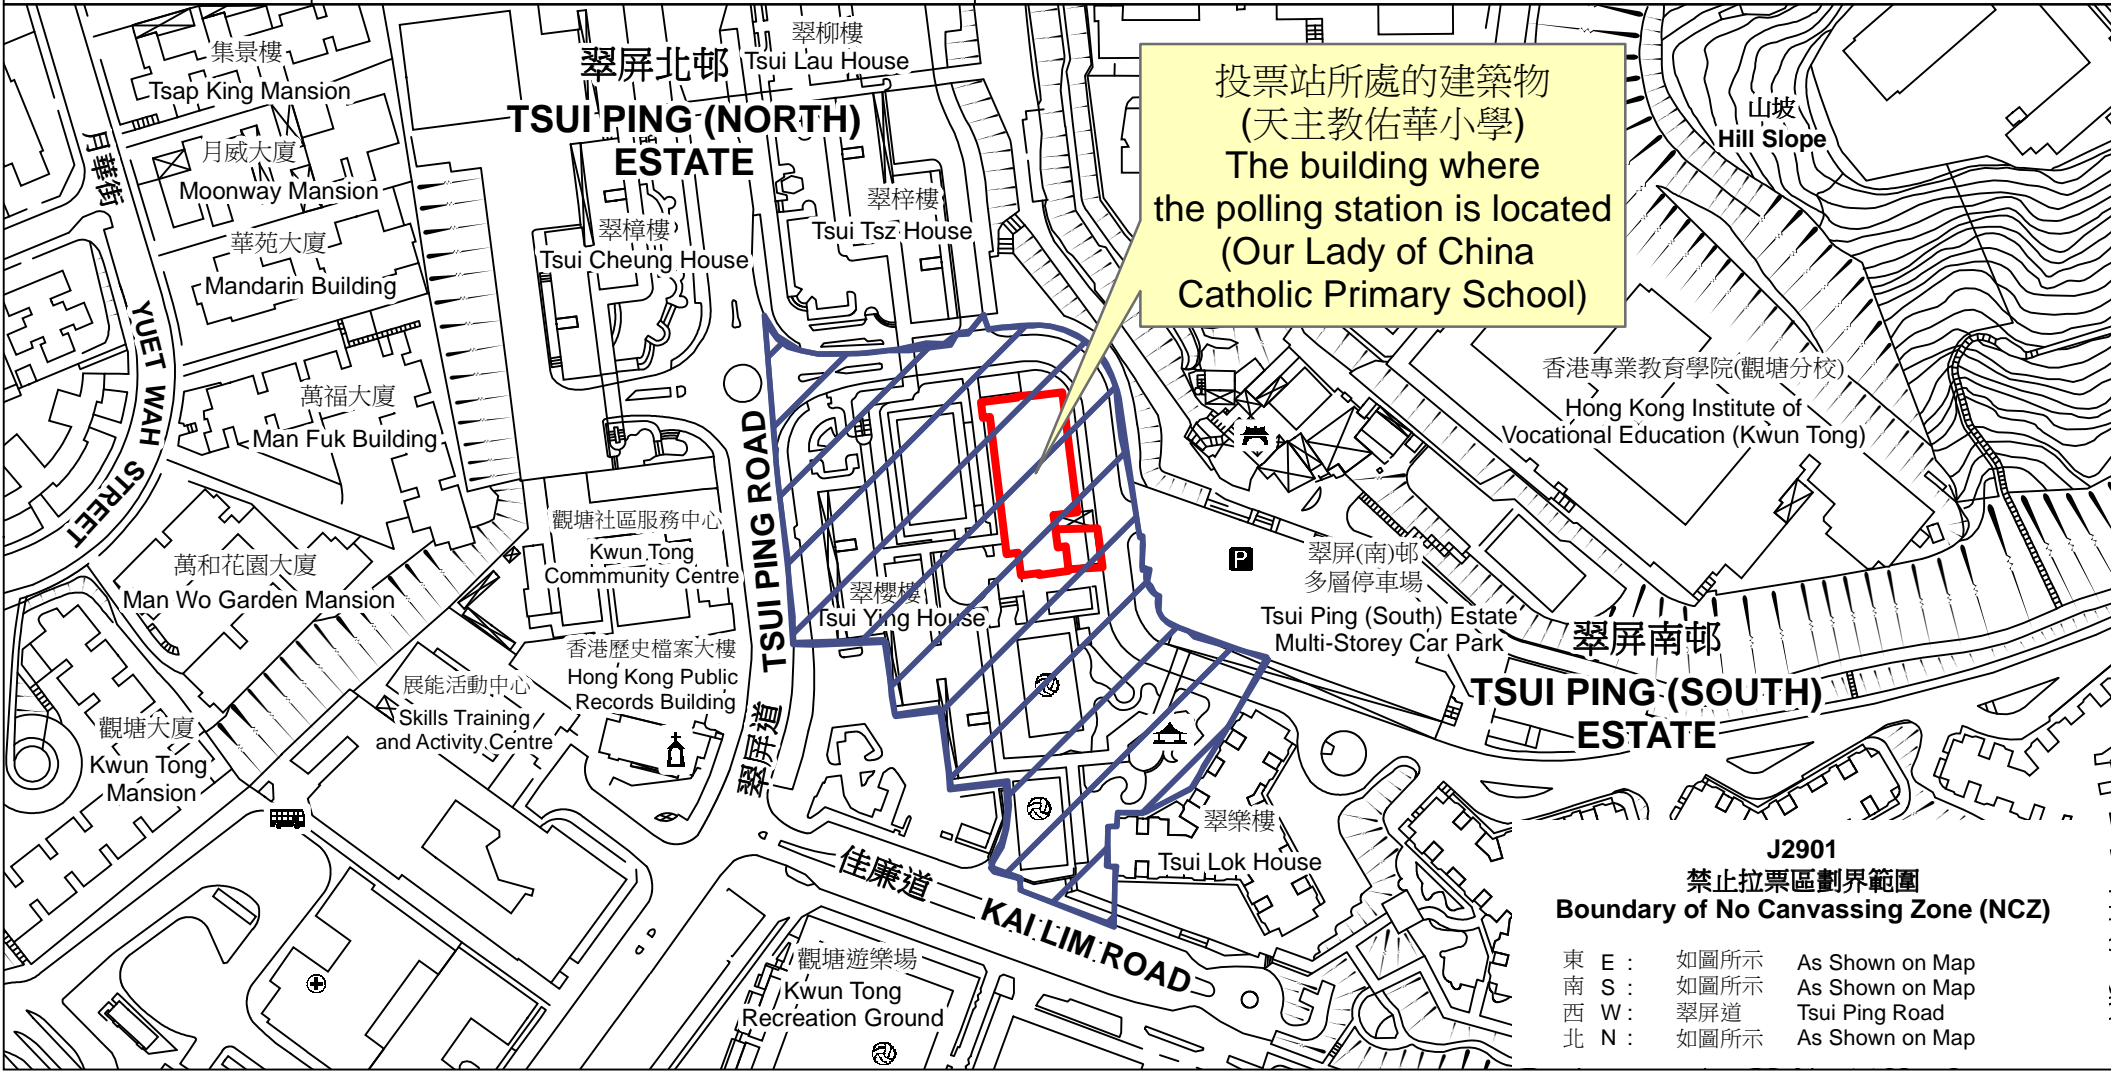 集景樓
Tsap King Mansion
翠屏北邨
TSUI PING (NORTH)
ESTATE
翠柳樓
Tsui Lau House
月華街
月威大廈
Moonway Mansion
華苑大廈
Mandarin Building
翠樟樓
Tsui Cheung House
翠梓樓
Tsui Tsz House
投票站所處的建築物
(天主教佑華小學)
The building where
the polling station is located
(Our Lady of China
Catholic Primary School)
山坡
Hill Slope
YUET WAH STREET
萬福大廈
Man Fuk Building
香港專業教育學院(觀塘分校)
Hong Kong Institute of
Vocational Education (Kwun Tong)
TSUI PING ROAD
翠屏道
觀塘社區服務中心
Kwun Tong
Commmunity Centre
萬和花園大廈
Man Wo Garden Mansion
翠櫻樓
Tsui Ying House
P
翠屏(南)邨
多層停車場
Tsui Ping (South) Estate
Multi-Storey Car Park
翠屏南邨
TSUI PING (SOUTH)
ESTATE
香港歷史檔案大樓
Hong Kong Public
Records Building
展能活動中心
Skills Training
and Activity Centre
觀塘大廈
Kwun Tong
Mansion
翠樂樓
Tsui Lok House
佳廉道
KAI LIM ROAD
觀塘遊樂場
Kwun Tong
Recreation Ground
J2901
禁止拉票區劃界範圍
Boundary of No Canvassing Zone (NCZ)
東 E : 如圖所示 As Shown on Map
南 S : 如圖所示 As Shown on Map
西 W : 翠屏道 Tsui Ping Road
北 N : 如圖所示 As Shown on Map